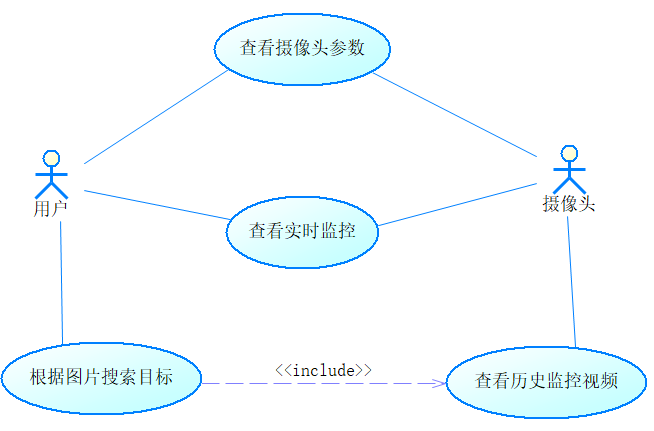 查看摄像头参数
用户
摄像头
查看实时监控
根据图片搜索目标
<<include>>
查看历史监控视频